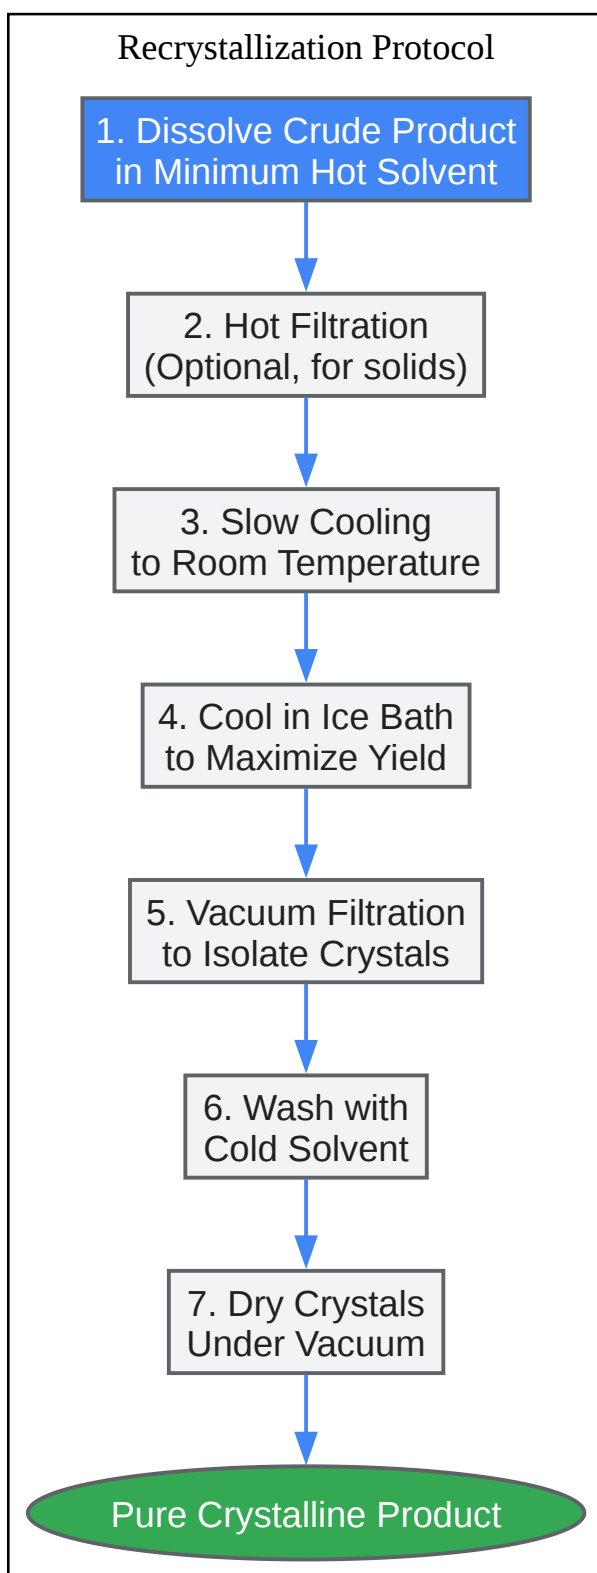 Recrystallization Protocol
1. Dissolve Crude Product
in Minimum Hot Solvent
2. Hot Filtration
(Optional, for solids)
3. Slow Cooling
to Room Temperature
4. Cool in Ice Bath
to Maximize Yield
5. Vacuum Filtration
to Isolate Crystals
6. Wash with
Cold Solvent
7. Dry Crystals
Under Vacuum
Pure Crystalline Product